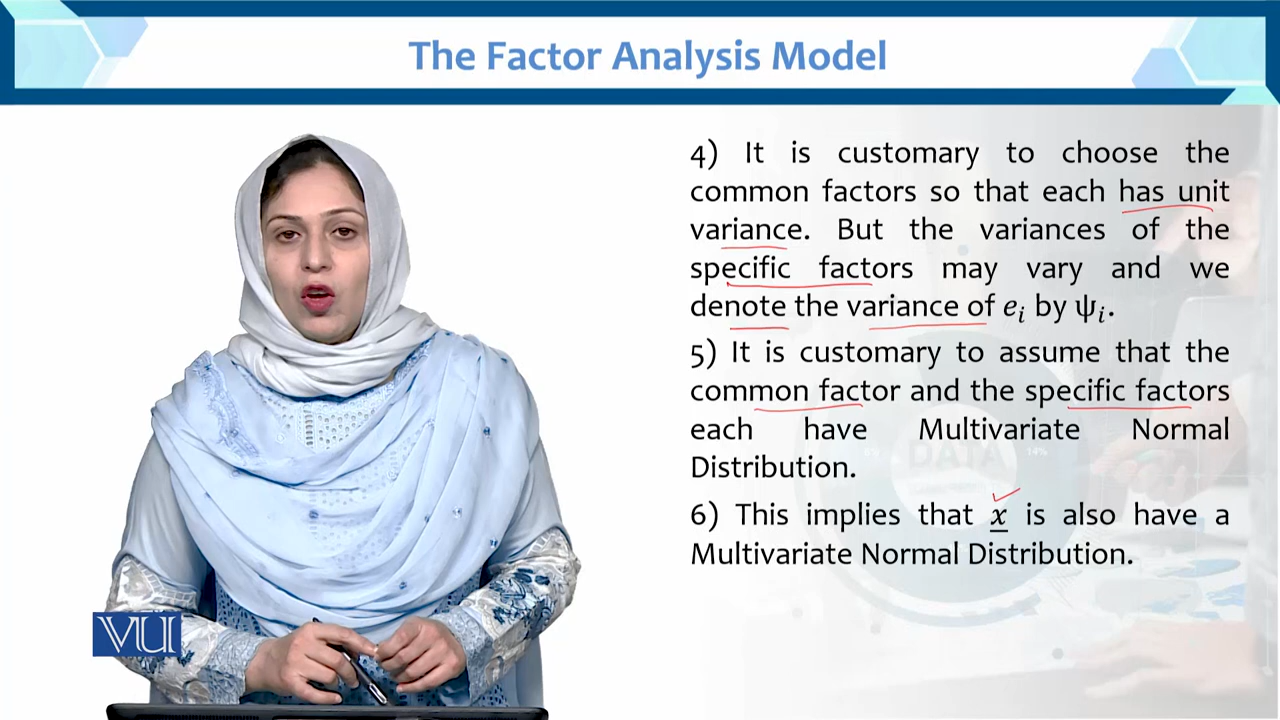 The Factor Analysis Model
4) It is customary to choose the
common factors so that each has unit
variance. But the variances of the
specific factors may vary and we
denote the variance of eᵢ by ψᵢ.
5) It is customary to assume that the
common factor and the specific factors
each have Multivariate Normal
Distribution.
6) This implies that x̲ is also have a
Multivariate Normal Distribution.
VU
DATA
14%